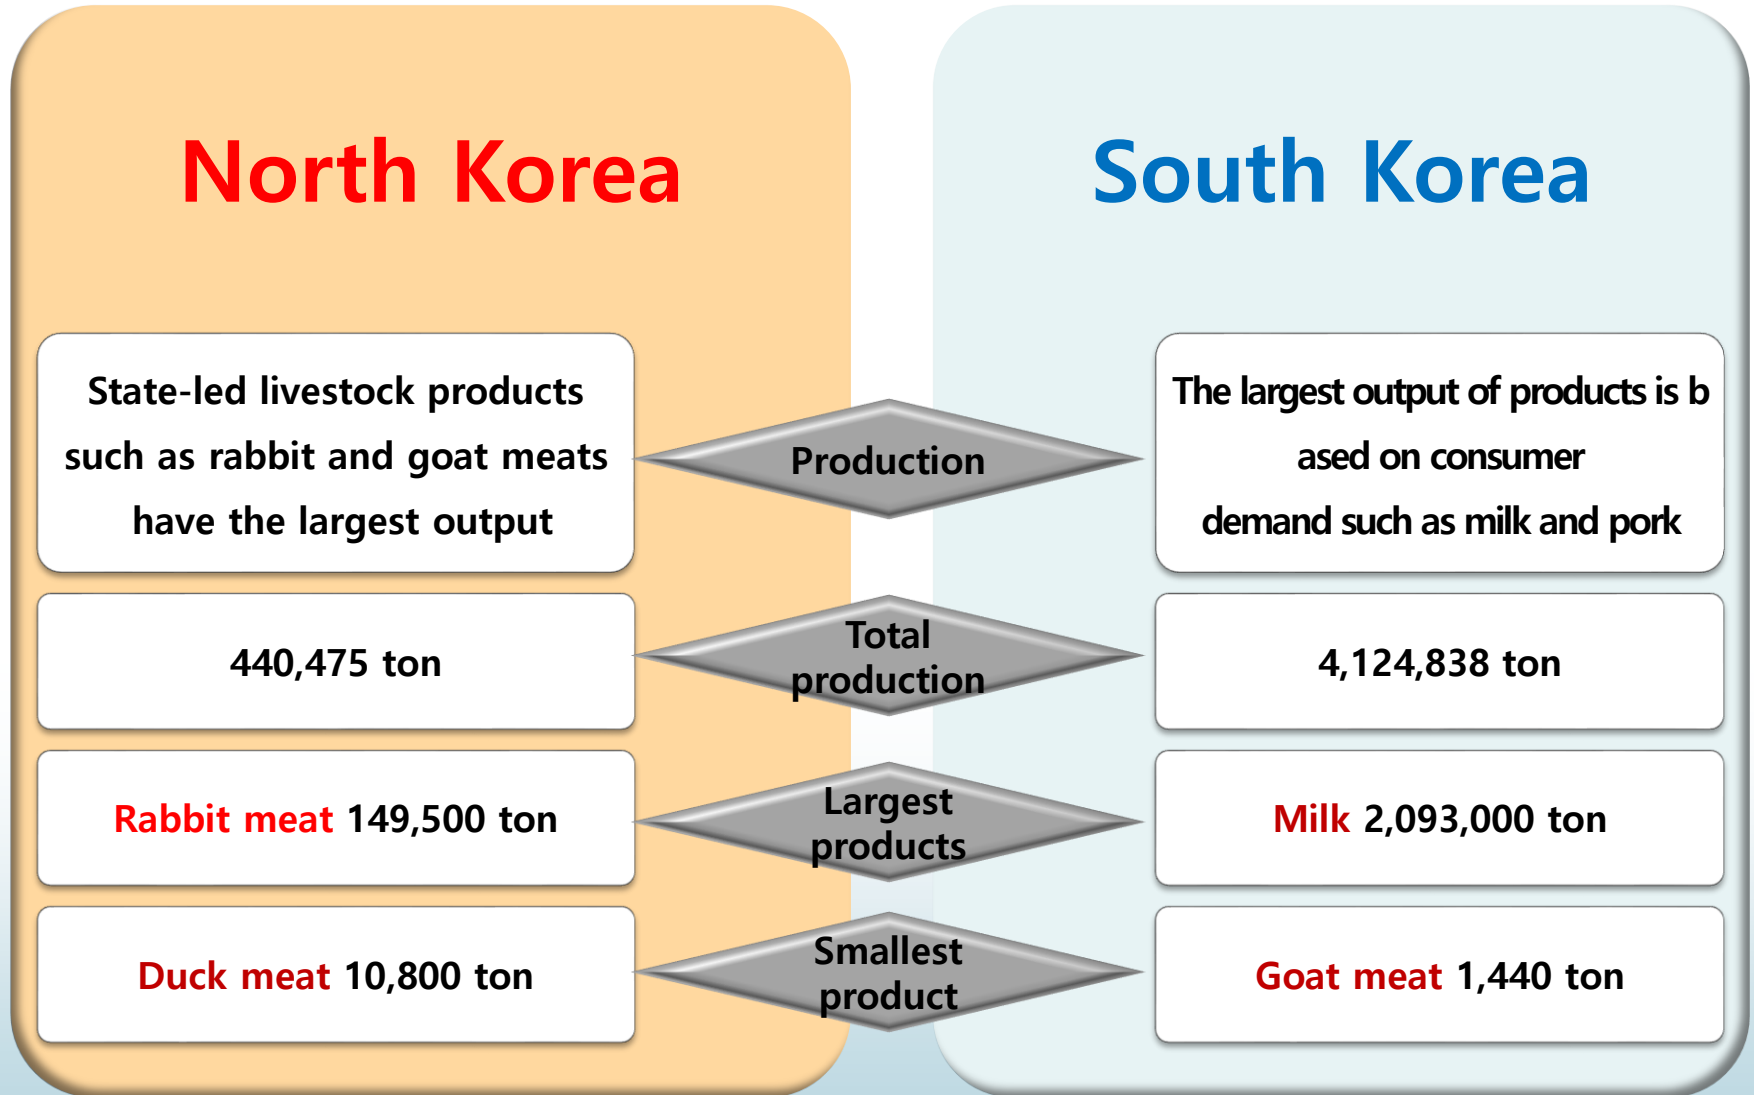 North Korea
South Korea
State-led livestock products
such as rabbit and goat meats
have the largest output
Production
The largest output of products is b
ased on consumer
demand such as milk and pork
440,475 ton
Total
production
4,124,838 ton
Rabbit meat 149,500 ton
Largest
products
Milk 2,093,000 ton
Duck meat 10,800 ton
Smallest
product
Goat meat 1,440 ton